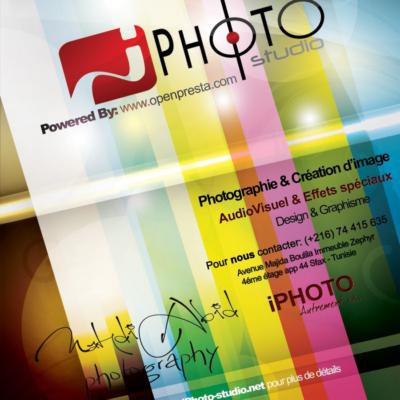 iPHOTO
studio
Powered By: www.openpresta.com
Photographie & Création d'image
AudioVisuel & Effets spéciaux
Design & Graphisme
Pour nous contacter: (+216) 74 415 635
Avenue Majida Boulila Immeuble Zephyr
4éme étage app 44 Sfax - Tunisie
iPHOTO
photography
iPhoto-studio.net pour plus de détails